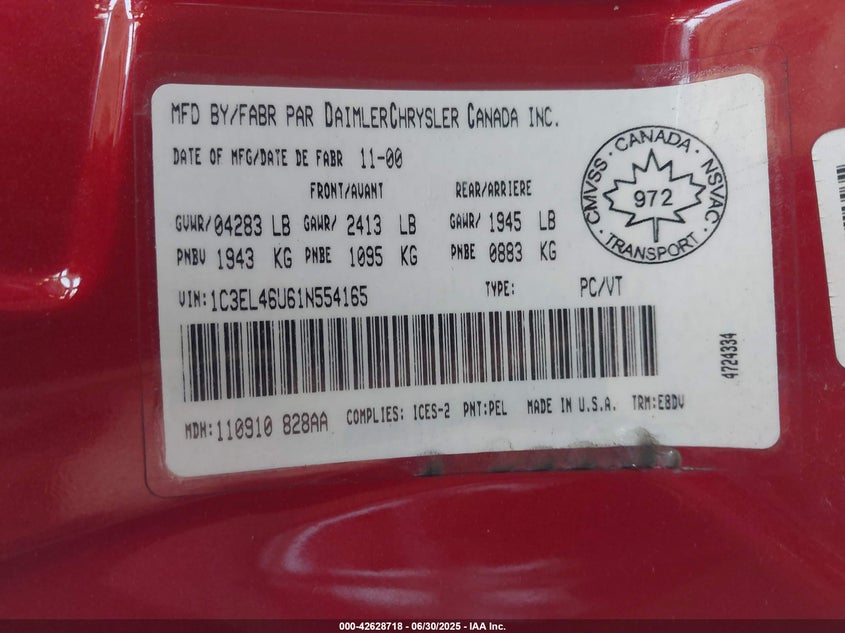 MFD BY/FABR PAR DAIMLERCHRYSLER CANADA INC.
DATE OF MFG/DATE DE FABR 11-00
FRONT/AVANT REAR/ARRIERE
GVWR/04283 LB GAWR/ 2413 LB GAWR/ 1945 LB
PNBV 1943 KG PNBE 1095 KG PNBE 0883 KG
VIN:1C3EL46U61N554165 TYPE: PC/VT
MDH:110910 828AA COMPLIES: ICES-2 PNT:PEL MADE IN U.S.A. TRM:E8DV
4724334
CMVSS · CANADA · NSVAC · TRANSPORT ·
972
000-42628718 - 06/30/2025 - IAA Inc.